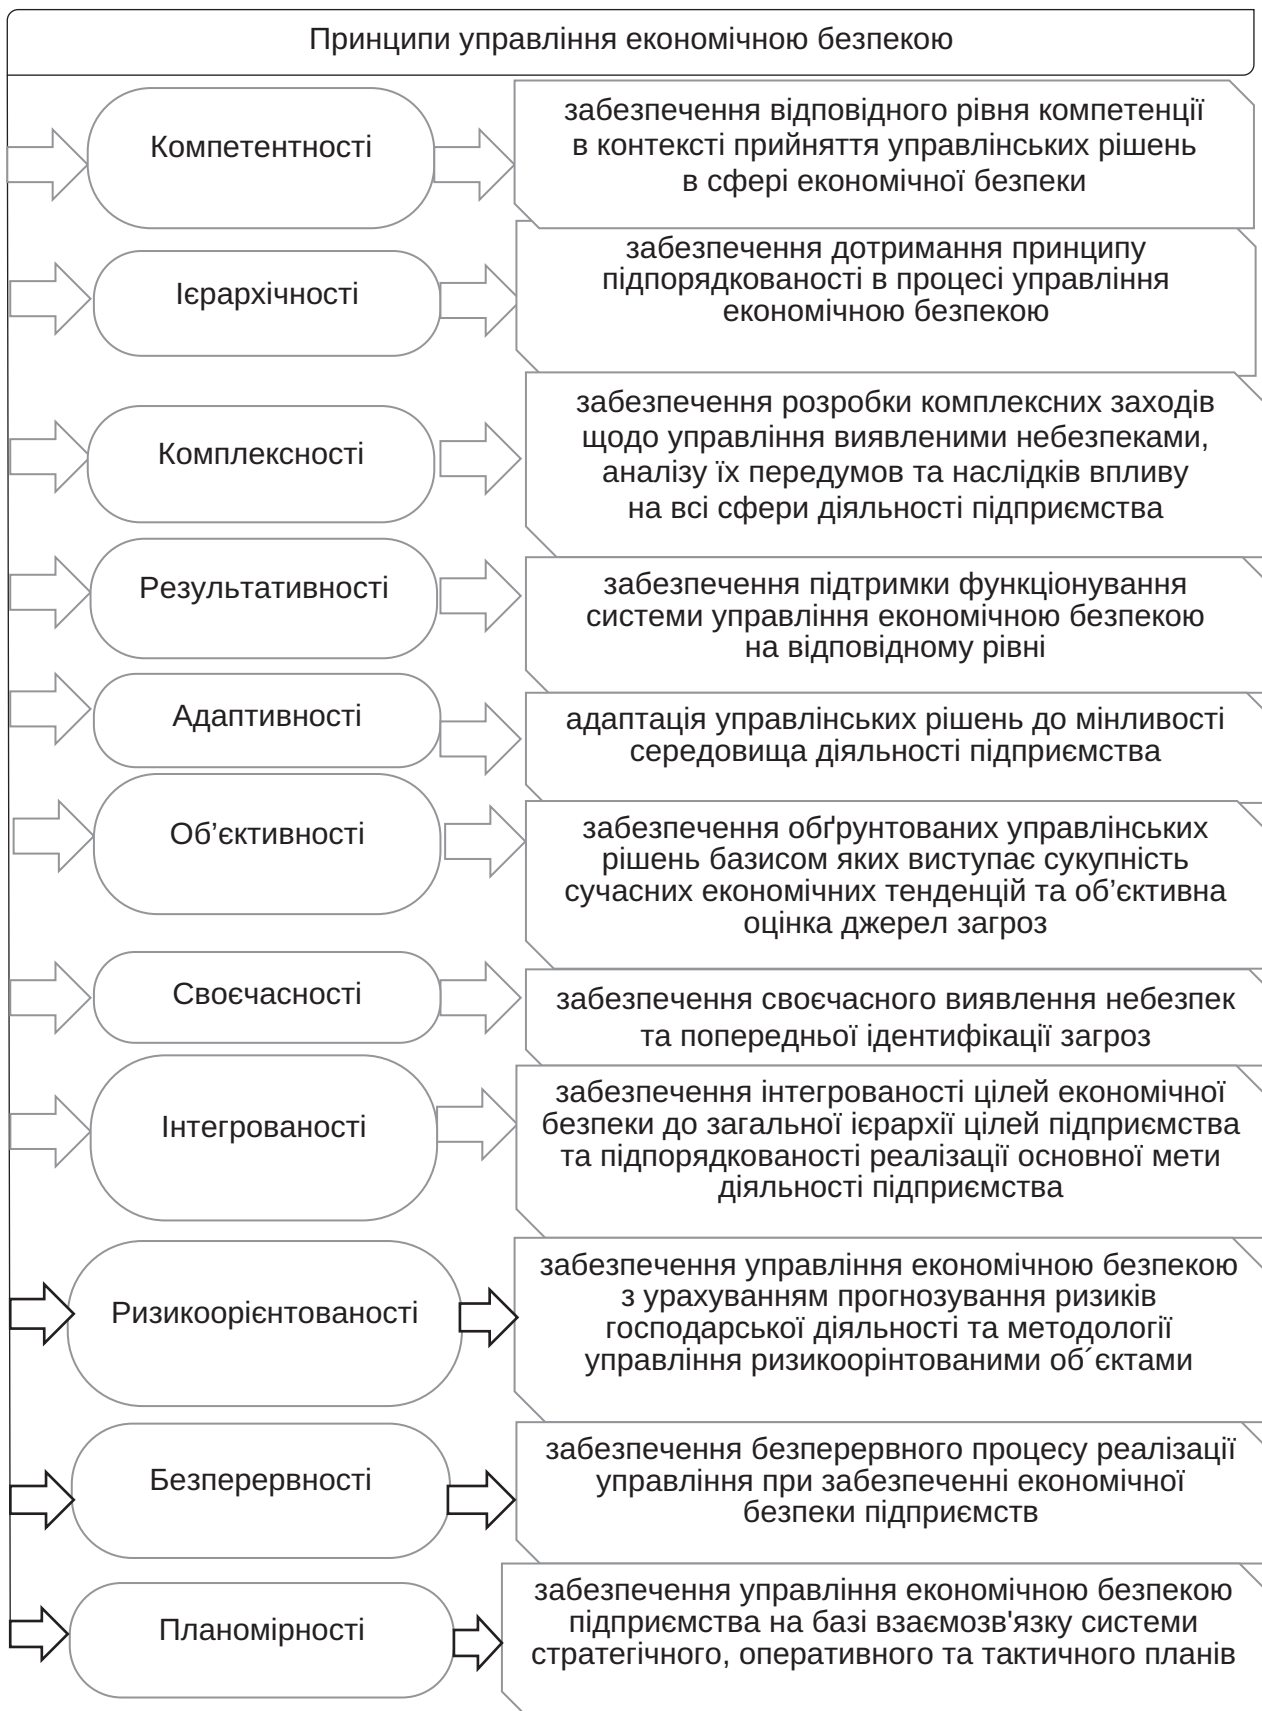 Принципи управління економічною безпекою
Компетентності
забезпечення відповідного рівня компетенції
в контексті прийняття управлінських рішень
в сфері економічної безпеки
Ієрархічності
забезпечення дотримання принципу
підпорядкованості в процесі управління
економічною безпекою
Комплексності
забезпечення розробки комплексних заходів
щодо управління виявленими небезпеками,
аналізу їх передумов та наслідків впливу
на всі сфери діяльності підприємства
Результативності
забезпечення підтримки функціонування
системи управління економічною безпекою
на відповідному рівні
Адаптивності
адаптація управлінських рішень до мінливості
середовища діяльності підприємства
Об’єктивності
забезпечення обґрунтованих управлінських
рішень базисом яких виступає сукупність
сучасних економічних тенденцій та об’єктивна
оцінка джерел загроз
Своєчасності
забезпечення своєчасного виявлення небезпек
та попередньої ідентифікації загроз
Інтегрованості
забезпечення інтегрованості цілей економічної
безпеки до загальної ієрархії цілей підприємства
та підпорядкованості реалізації основної мети
діяльності підприємства
Ризикоорієнтованості
забезпечення управління економічною безпекою
з урахуванням прогнозування ризиків
господарської діяльності та методології
управління ризикоорінтованими об´єктами
Безперервності
забезпечення безперервного процесу реалізації
управління при забезпеченні економічної
безпеки підприємств
Планомірності
забезпечення управління економічною безпекою
підприємства на базі взаємозв'язку системи
стратегічного, оперативного та тактичного планів